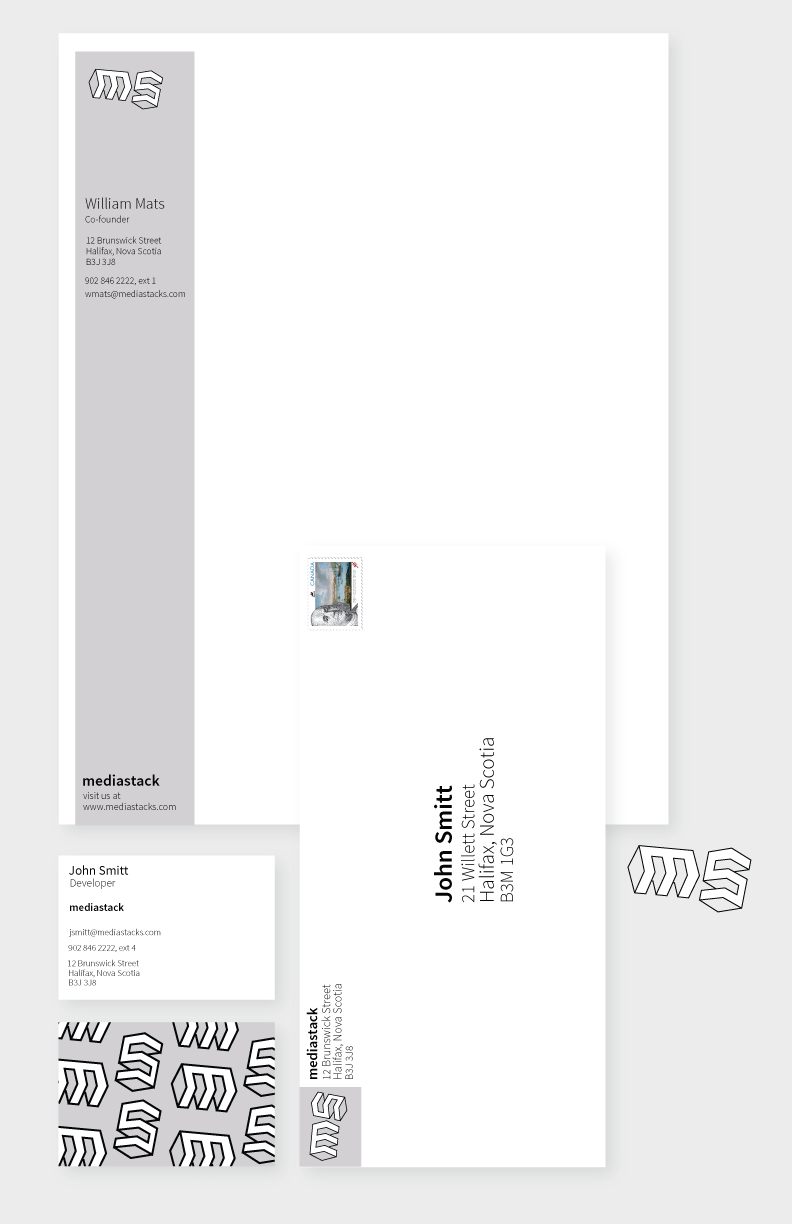 ms
William Mats
Co-founder
12 Brunswick Street
Halifax, Nova Scotia
B3J 3J8
902 846 2222, ext 1
wmats@mediastacks.com
mediastack
visit us at
www.mediastacks.com
CANADA
John Smitt
21 Willett Street
Halifax, Nova Scotia
B3M 1G3
mediastack
12 Brunswick Street
Halifax, Nova Scotia
B3J 3J8
ms
ms
John Smitt
Developer
mediastack
jsmitt@mediastacks.com
902 846 2222, ext 4
12 Brunswick Street
Halifax, Nova Scotia
B3J 3J8